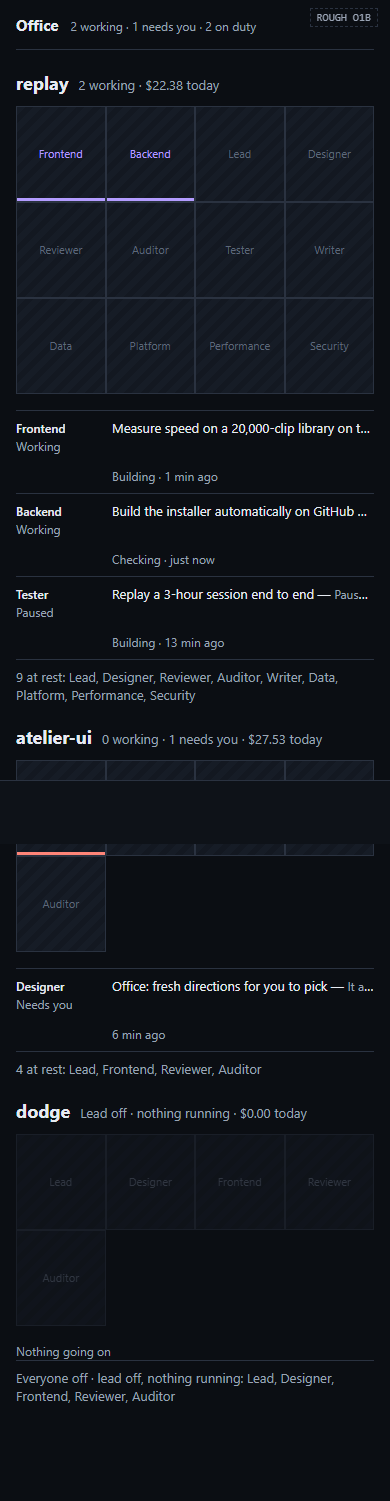 Office 2 working · 1 needs you · 2 on duty
ROUGH 01B
replay 2 working · $22.38 today
Frontend Backend Lead Designer
Reviewer Auditor Tester Writer
Data Platform Performance Security
Frontend Measure speed on a 20,000-clip library on t...
Working
Building · 1 min ago
Backend Build the installer automatically on GitHub ...
Working
Checking · just now
Tester Replay a 3-hour session end to end — Paus...
Paused
Building · 13 min ago
9 at rest: Lead, Designer, Reviewer, Auditor, Writer, Data,
Platform, Performance, Security
atelier-ui 0 working · 1 needs you · $27.53 today
Auditor
Designer Office: fresh directions for you to pick — It a...
Needs you
6 min ago
4 at rest: Lead, Frontend, Reviewer, Auditor
dodge Lead off · nothing running · $0.00 today
Lead Designer Frontend Reviewer
Auditor
Nothing going on
Everyone off · lead off, nothing running: Lead, Designer,
Frontend, Reviewer, Auditor